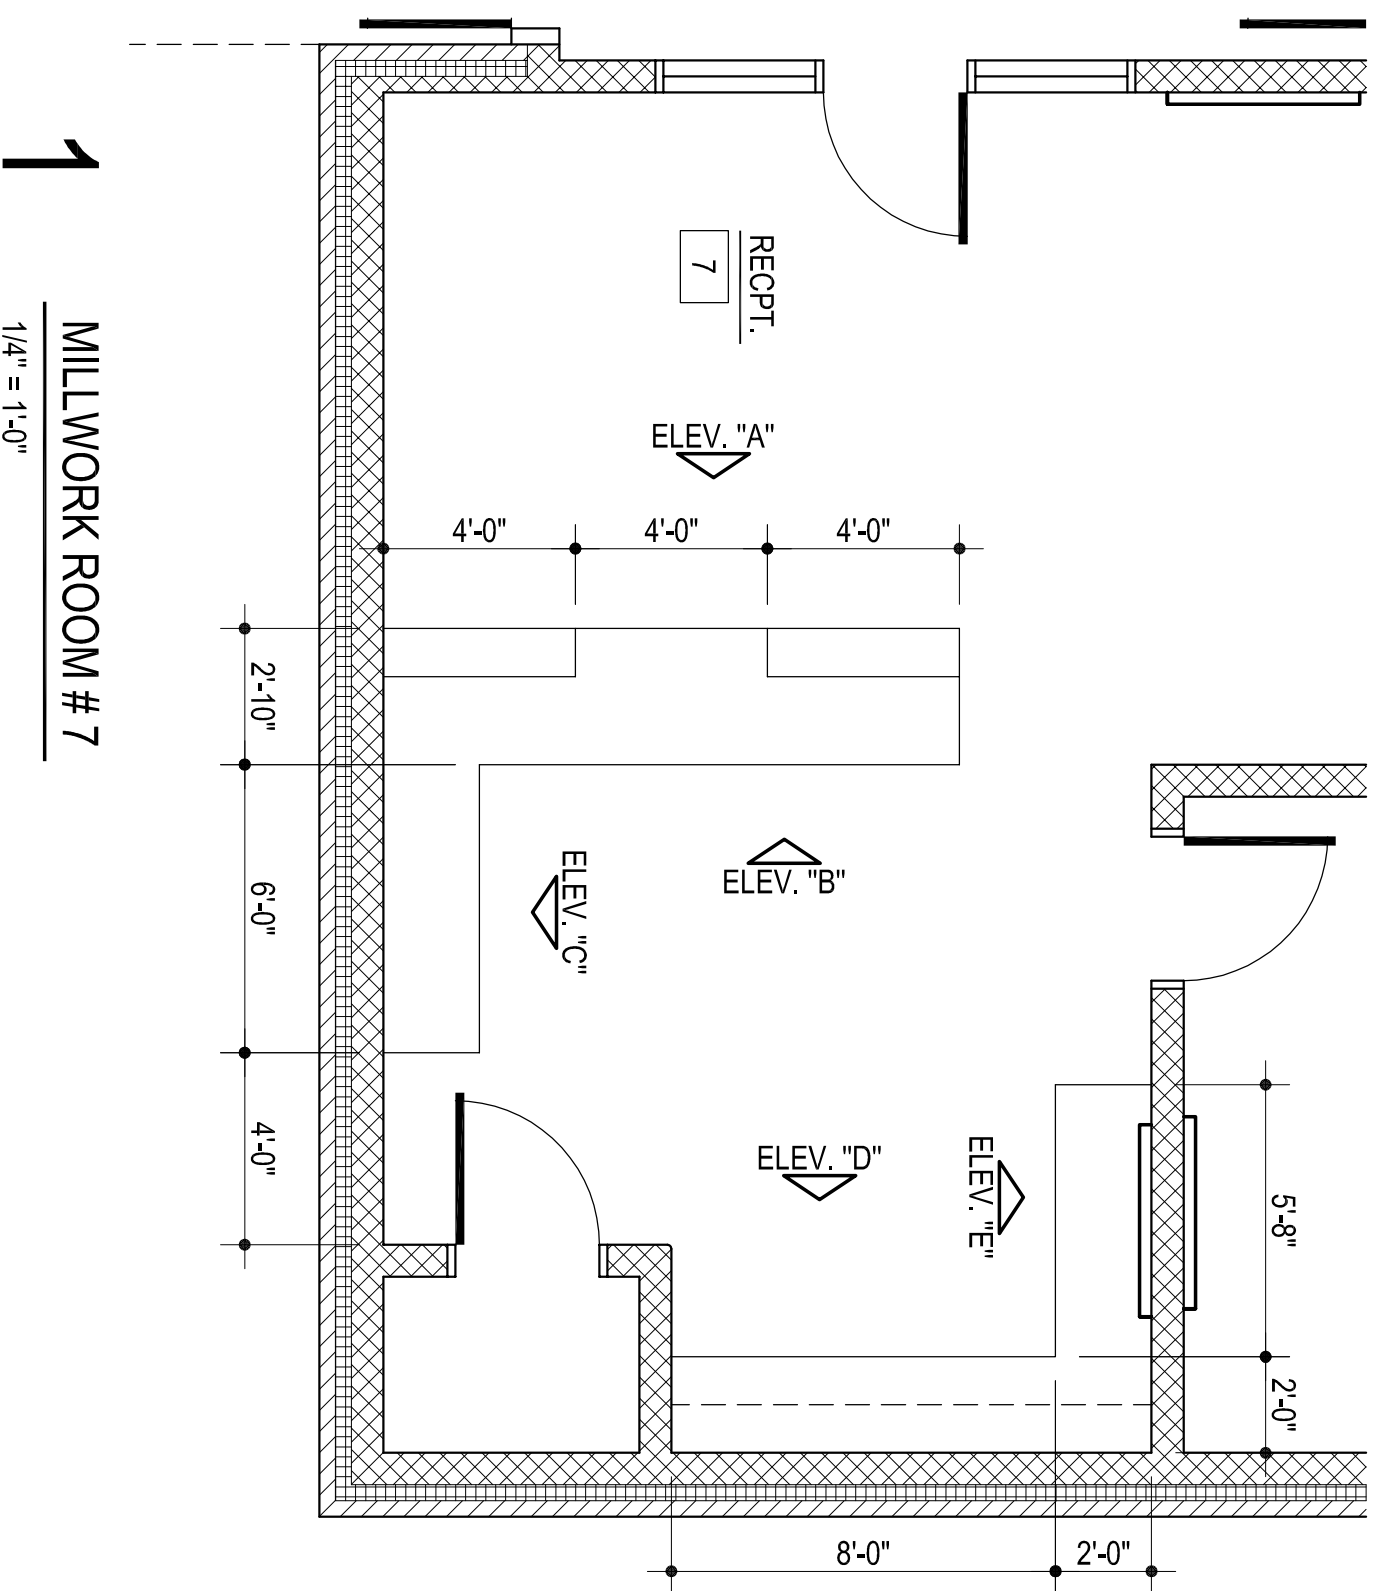 RECPT.
7
ELEV. "A"
4'-0"
4'-0"
4'-0"
2'-10"
6'-0"
4'-0"
ELEV. "B"
ELEV. "C"
ELEV. "D"
ELEV. "E"
5'-8"
2'-0"
8'-0"
2'-0"
1
MILLWORK ROOM # 7
1/4" = 1'-0"